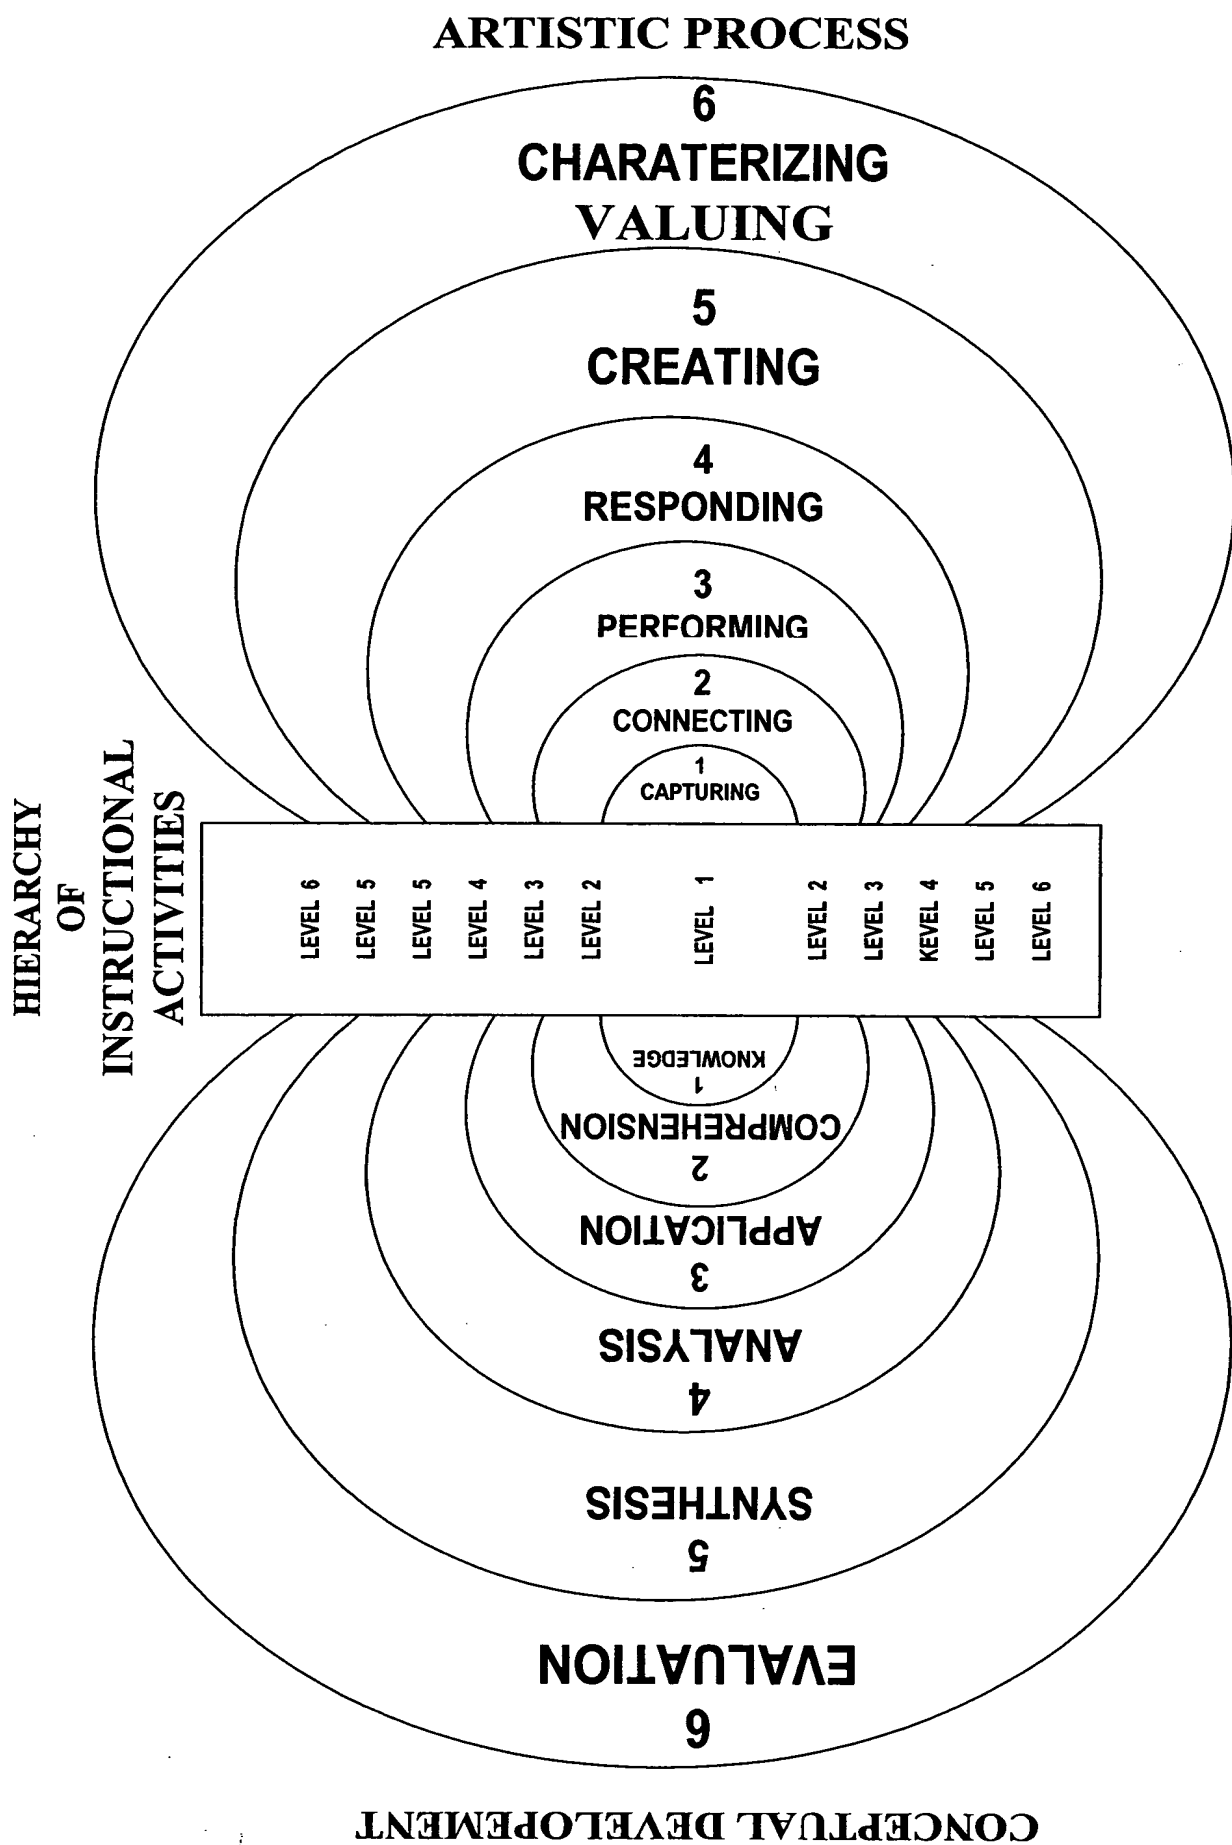 ARTISTIC PROCESS
6
CHARATERIZING
VALUING
5
CREATING
4
RESPONDING
3
PERFORMING
2
CONNECTING
1
CAPTURING
HIERARCHY
OF
INSTRUCTIONAL
ACTIVITIES
LEVEL 6
LEVEL 5
LEVEL 5
LEVEL 4
LEVEL 3
LEVEL 2
LEVEL 1
LEVEL 2
LEVEL 3
KEVEL 4
LEVEL 5
LEVEL 6
KNOWLEDGE
1
COMPREHENSION
2
APPLICATION
3
ANALYSIS
4
SYNTHESIS
5
EVALUATION
6
CONCEPTUAL DEVELOPEMENT